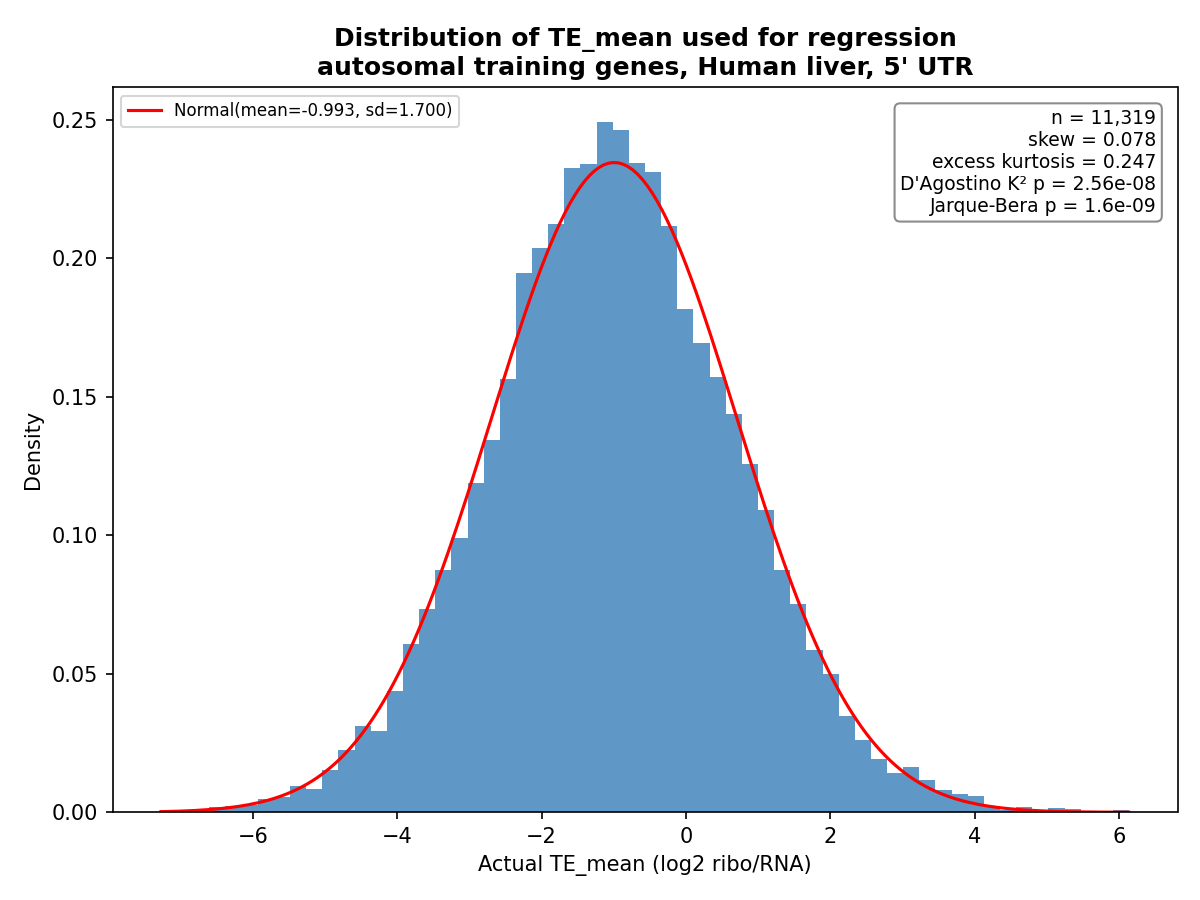 Distribution of TE_mean used for regression
autosomal training genes, Human liver, 5' UTR
Normal(mean=-0.993, sd=1.700)
n = 11,319
skew = 0.078
excess kurtosis = 0.247
D'Agostino K² p = 2.56e-08
Jarque-Bera p = 1.6e-09
Density
0.25
0.20
0.15
0.10
0.05
0.00
−6
−4
−2
0
2
4
6
Actual TE_mean (log2 ribo/RNA)